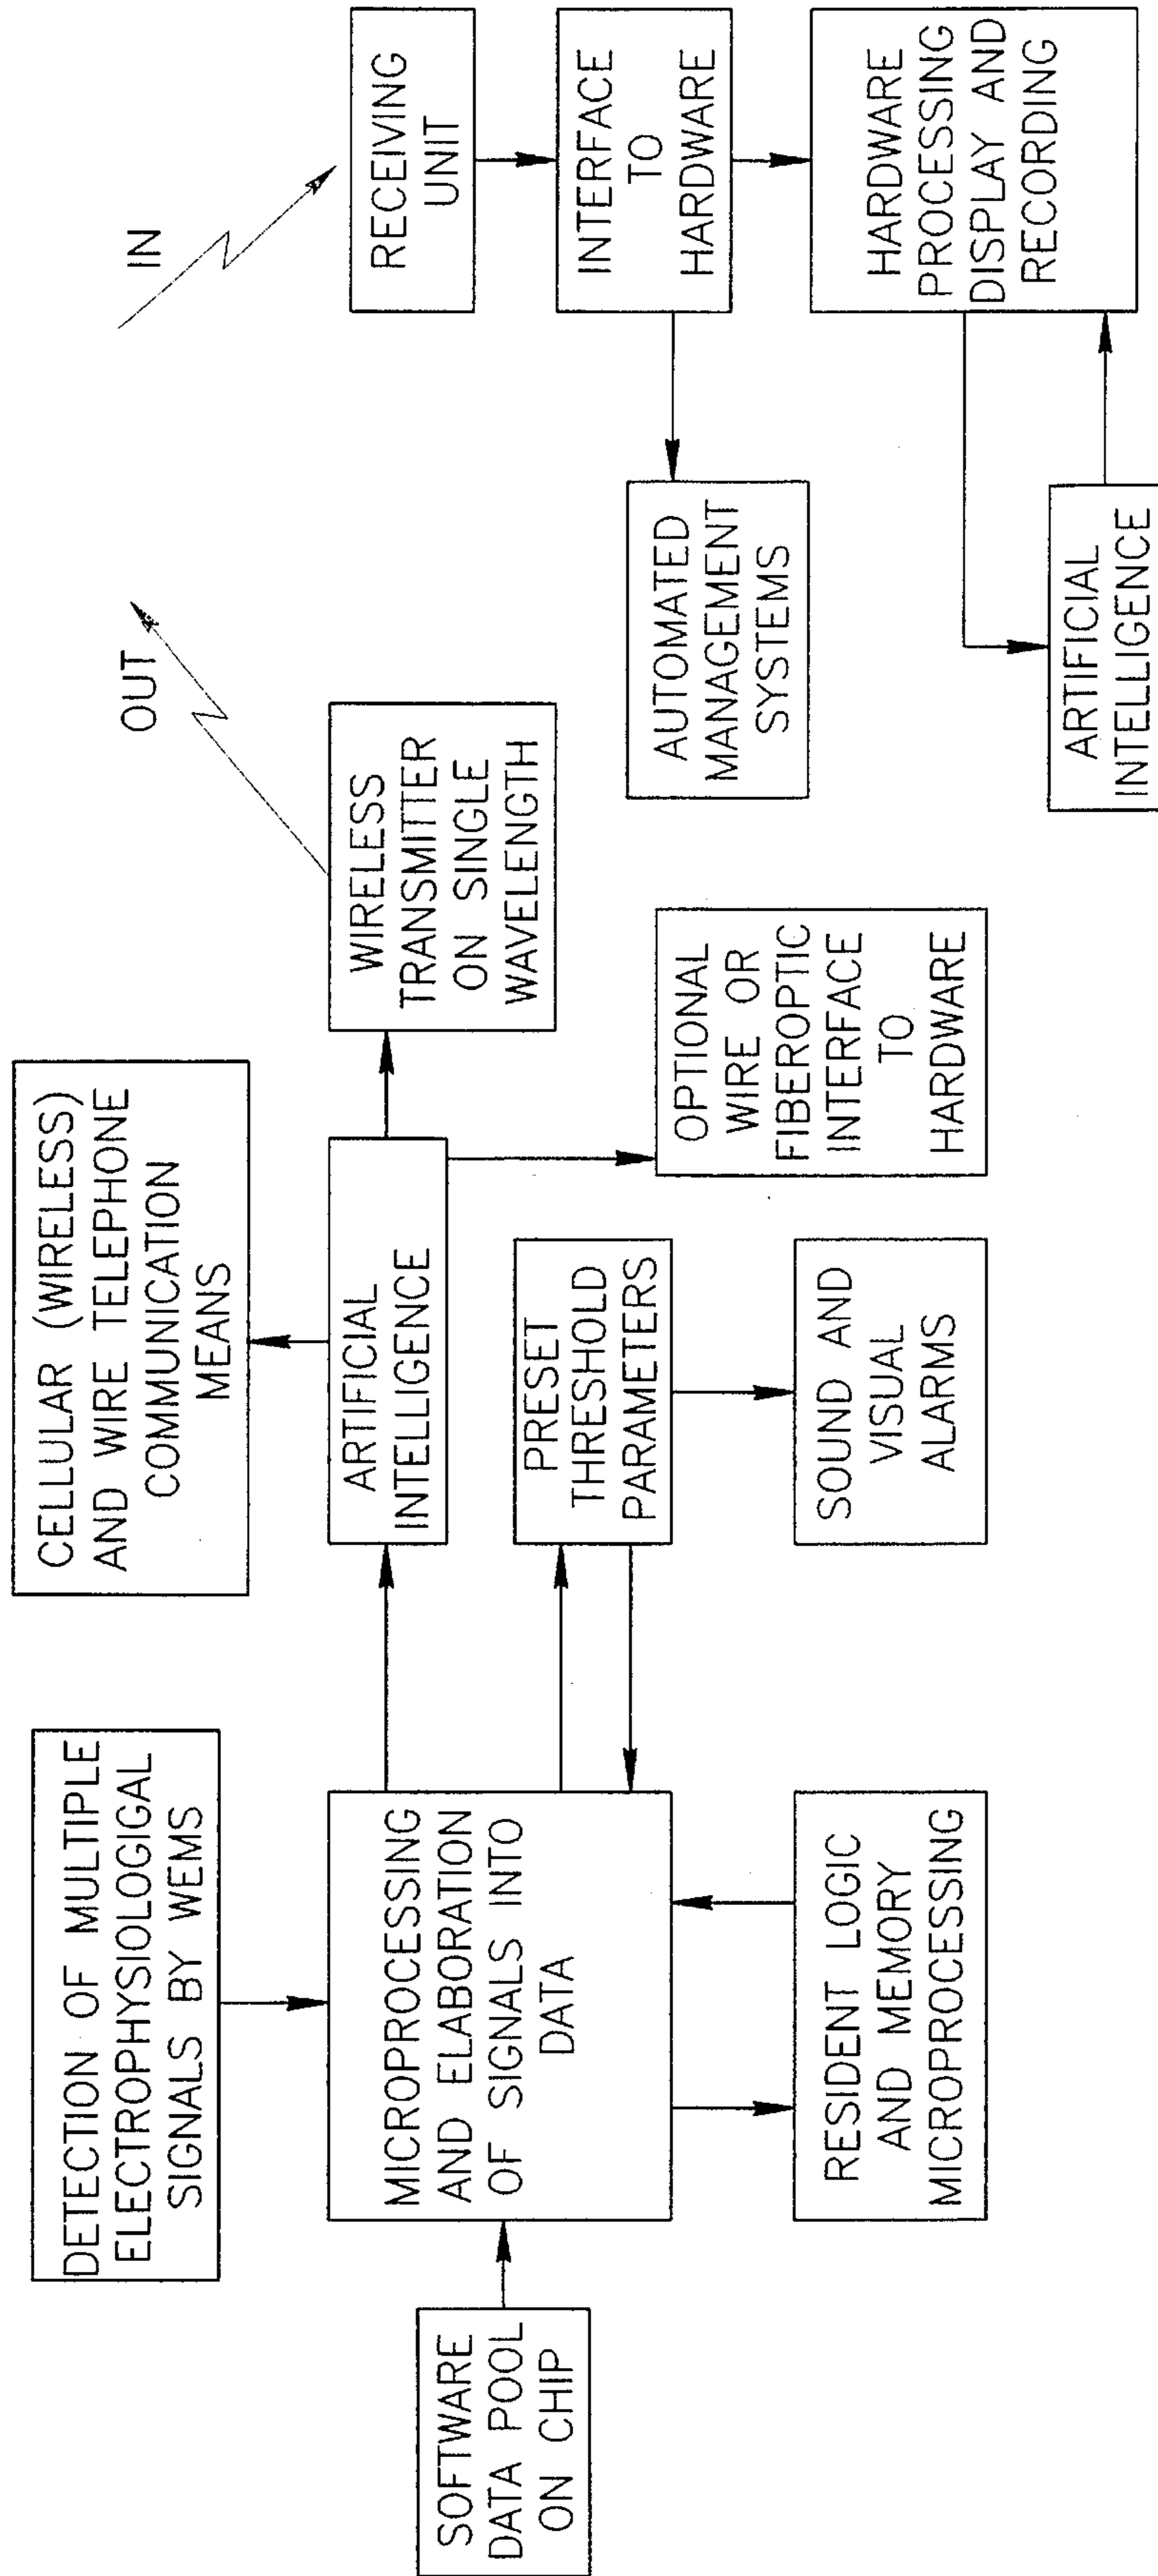 DETECTION OF MULTIPLE
ELECTROPHYSIOLOGIGAL
SIGNALS BY WEMS
SOFTWARE
DATA POOL
ON CHIP
MICROPROCESSING
AND ELABORATION
OF SIGNALS INTO
DATA
RESIDENT LOGIC
AND MEMORY
MICROPROCESSING
CELLULAR (WIRELESS)
AND WIRE TELEPHONE
COMMUNICATION
MEANS
ARTIFICIAL
INTELLIGENCE
PRESET
THRESHOLD
PARAMETERS
SOUND AND
VISUAL
ALARMS
WIRELESS
TRANSMITTER
ON SINGLE
WAVELENGTH
OPTIONAL
WIRE OR
FIBEROPTIC
INTERFACE
TO
HARDWARE
OUT
IN
RECEIVING
UNIT
INTERFACE
TO
HARDWARE
AUTOMATED
MANAGEMENT
SYSTEMS
HARDWARE
PROCESSING
DISPLAY AND
RECORDING
ARTIFICIAL
INTELLIGENCE